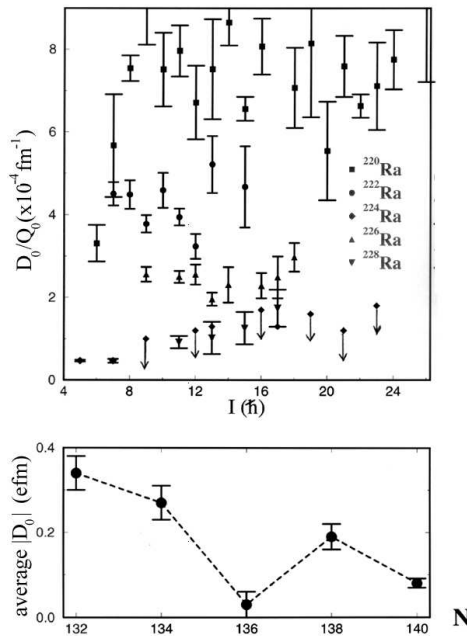 8
6
4
2
0
D₀/Q₀(x10⁻⁴fm⁻¹)
²²⁰Ra
²²²Ra
²²⁴Ra
²²⁶Ra
²²⁸Ra
4 8 12 16 20 24
I (ħ)
0.4
0.2
0.0
average |D₀| (efm)
132 134 136 138 140
N